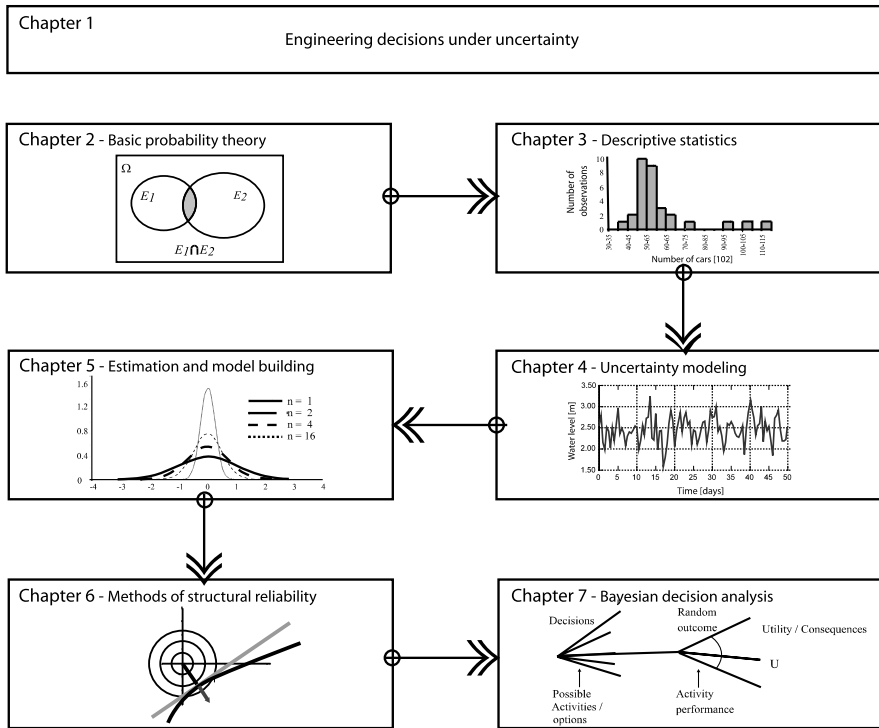 Chapter 1
Engineering decisions under uncertainty
Chapter 2 - Basic probability theory
Ω
E1
E2
E1∩E2
Chapter 3 - Descriptive statistics
Number of
observations
10
8
6
4
2
0
30-35
40-45
50-65
60-65
70-75
80-85
90-95
100-105
110-115
Number of cars [102]
Chapter 5 - Estimation and model building
1.6
1.2
0.8
0.4
0
-4 -3 -2 -1 0 1 2 3 4
n = 1
n = 2
n = 4
n = 16
Chapter 4 - Uncertainty modeling
Water level [m]
3.50
3.00
2.50
2.00
1.50
0 5 10 15 20 25 30 35 40 45 50
Time [days]
Chapter 6 - Methods of structural reliability
Chapter 7 - Bayesian decision analysis
Decisions
Random
outcome
Utility / Consequences
U
Possible
Activities /
options
Activity
performance